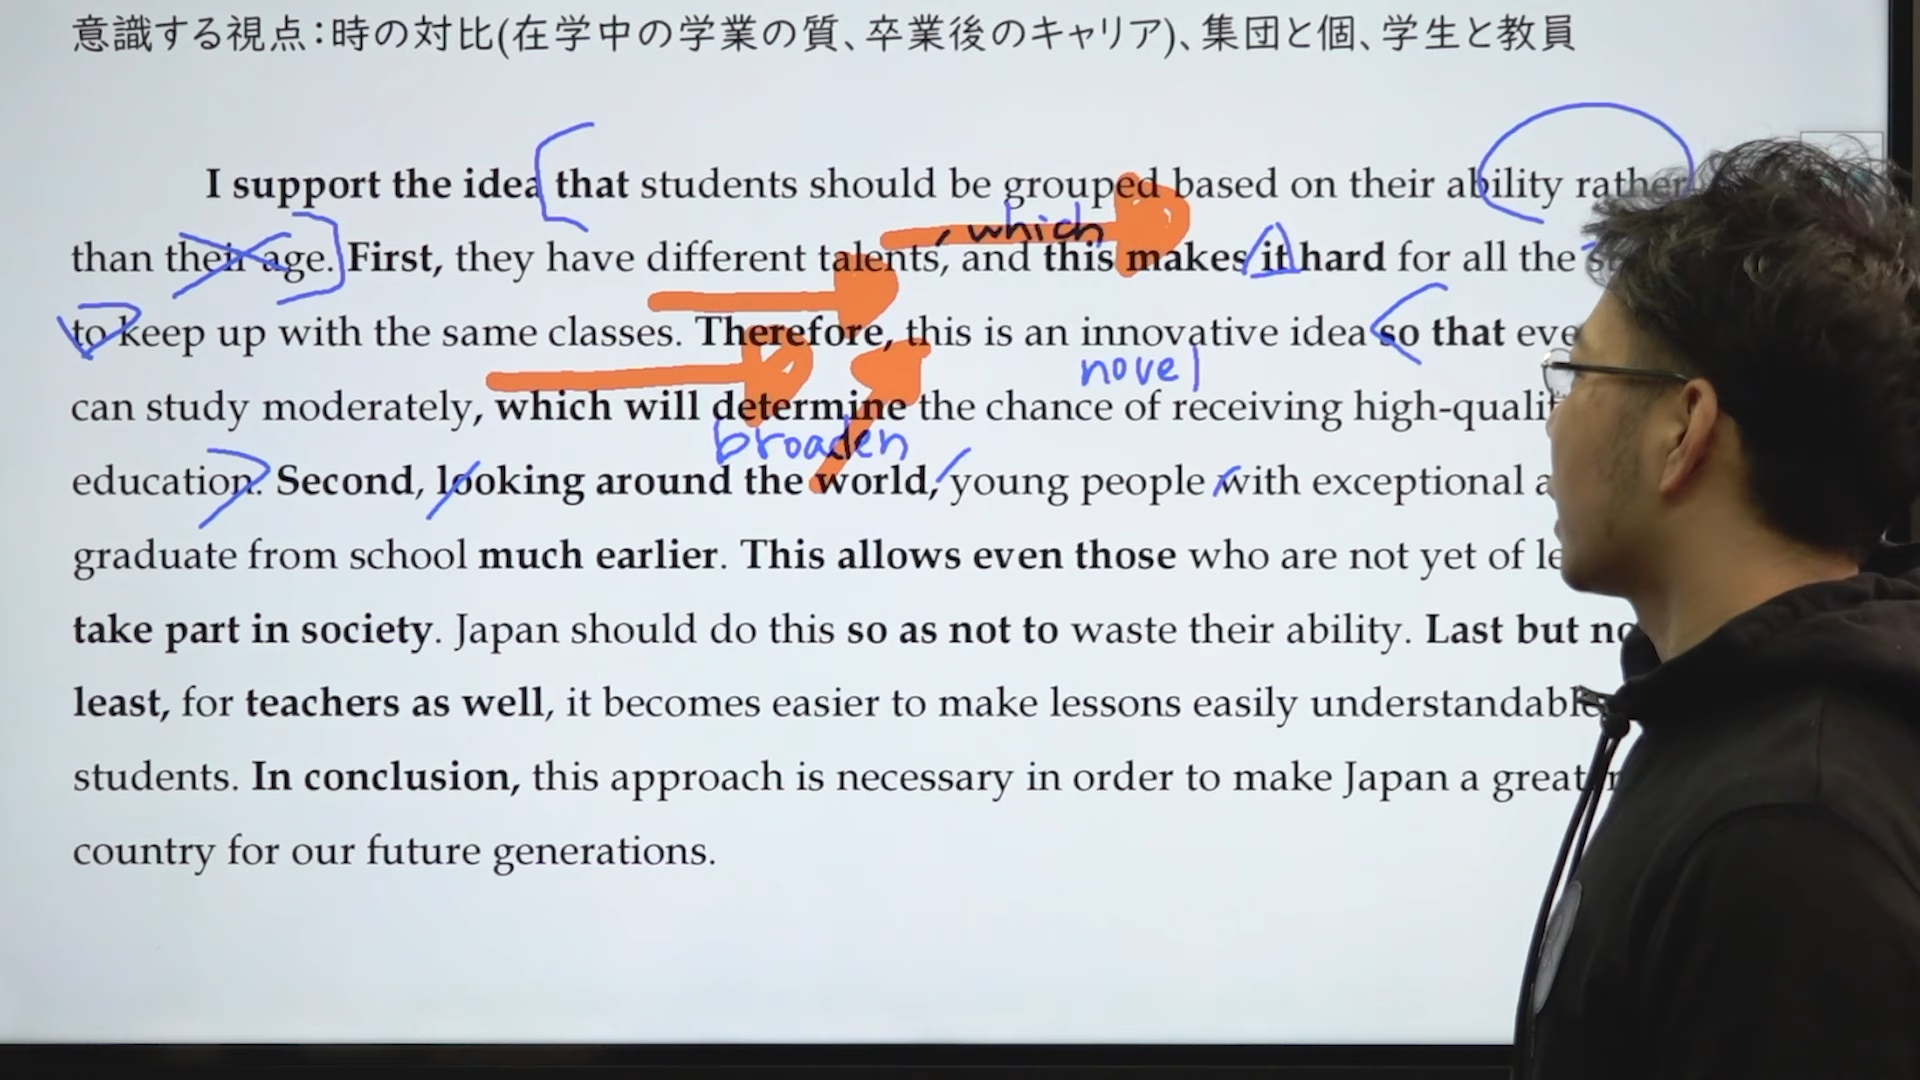 意識する視点：時の対比(在学中の学業の質、卒業後のキャリア)、集団と個、学生と教員
I support the idea that students should be grouped based on their ability rather
, which
than their age. First, they have different talents, and this makes it hard for all the
to keep up with the same classes. Therefore, this is an innovative idea so that
novel
can study moderately, which will determine the chance of receiving
broaden
education. Second, looking around the world, young people with exceptional
graduate from school much earlier. This allows even those who are not yet of
take part in society. Japan should do this so as not to waste their ability. Last but
least, for teachers as well, it becomes easier to make lessons easily understandable
students. In conclusion, this approach is necessary in order to make Japan a
country for our future generations.